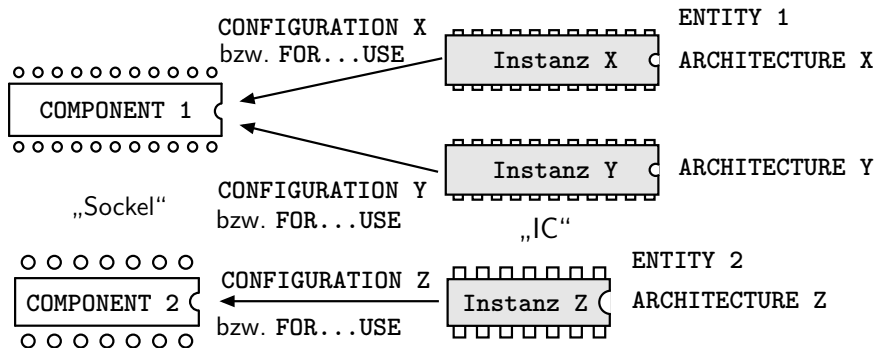 CONFIGURATION X
bzw. FOR...USE
ENTITY 1
Instanz X
ARCHITECTURE X
COMPONENT 1
Instanz Y
ARCHITECTURE Y
CONFIGURATION Y
bzw. FOR...USE
„Sockel“
„IC“
ENTITY 2
CONFIGURATION Z
COMPONENT 2
Instanz Z
ARCHITECTURE Z
bzw. FOR...USE